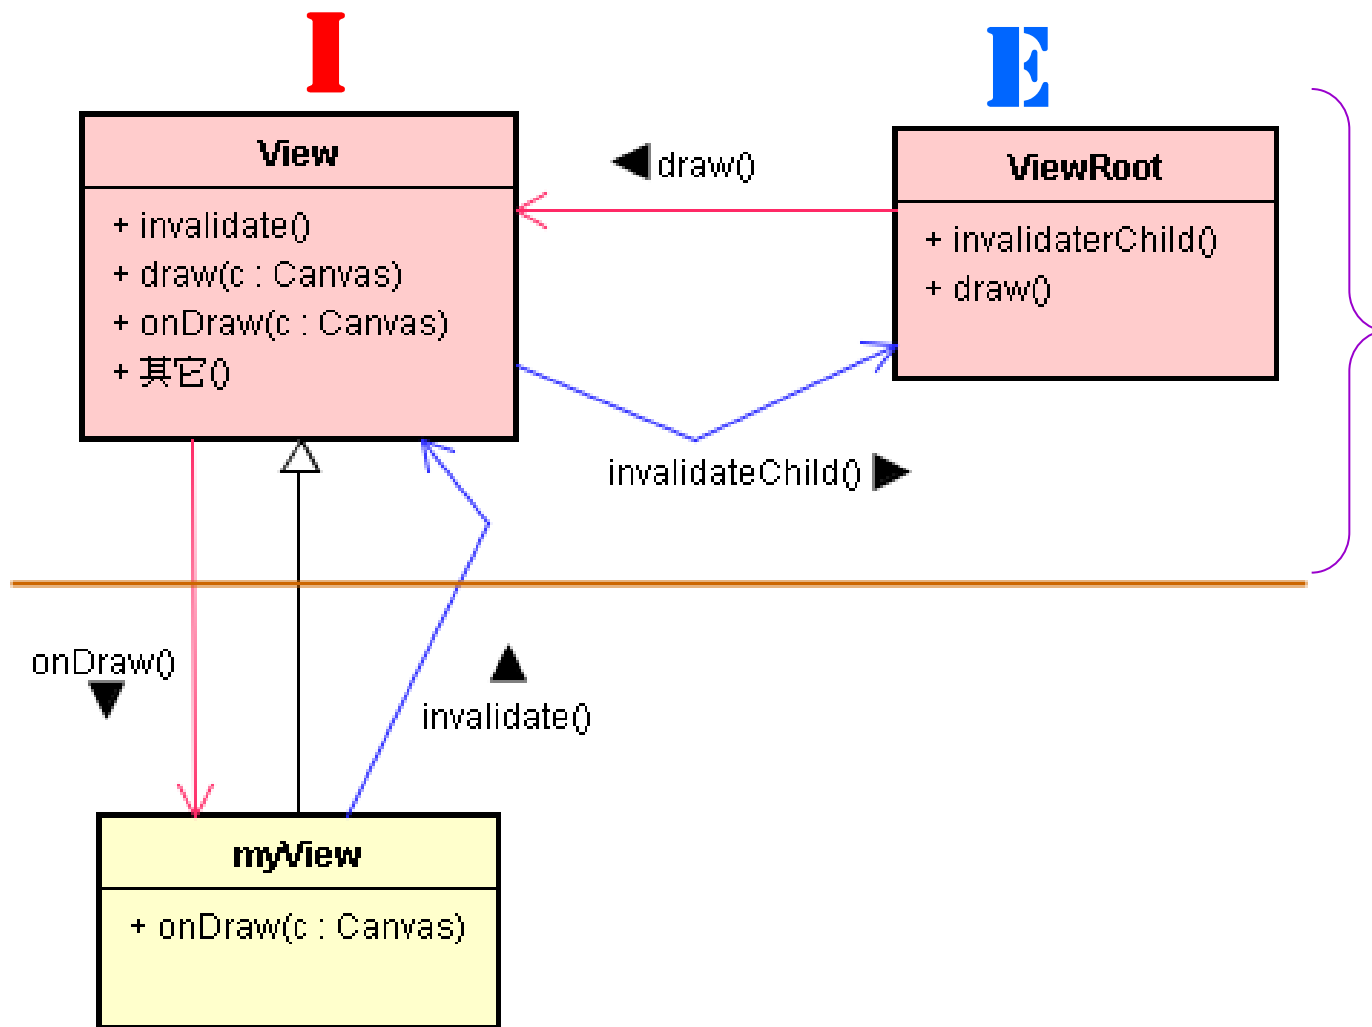 I
E
View
+ invalidate()
+ draw(c : Canvas)
+ onDraw(c : Canvas)
+ 其它()
draw()
ViewRoot
+ invalidaterChild()
+ draw()
invalidateChild()
onDraw()
invalidate()
myView
+ onDraw(c : Canvas)